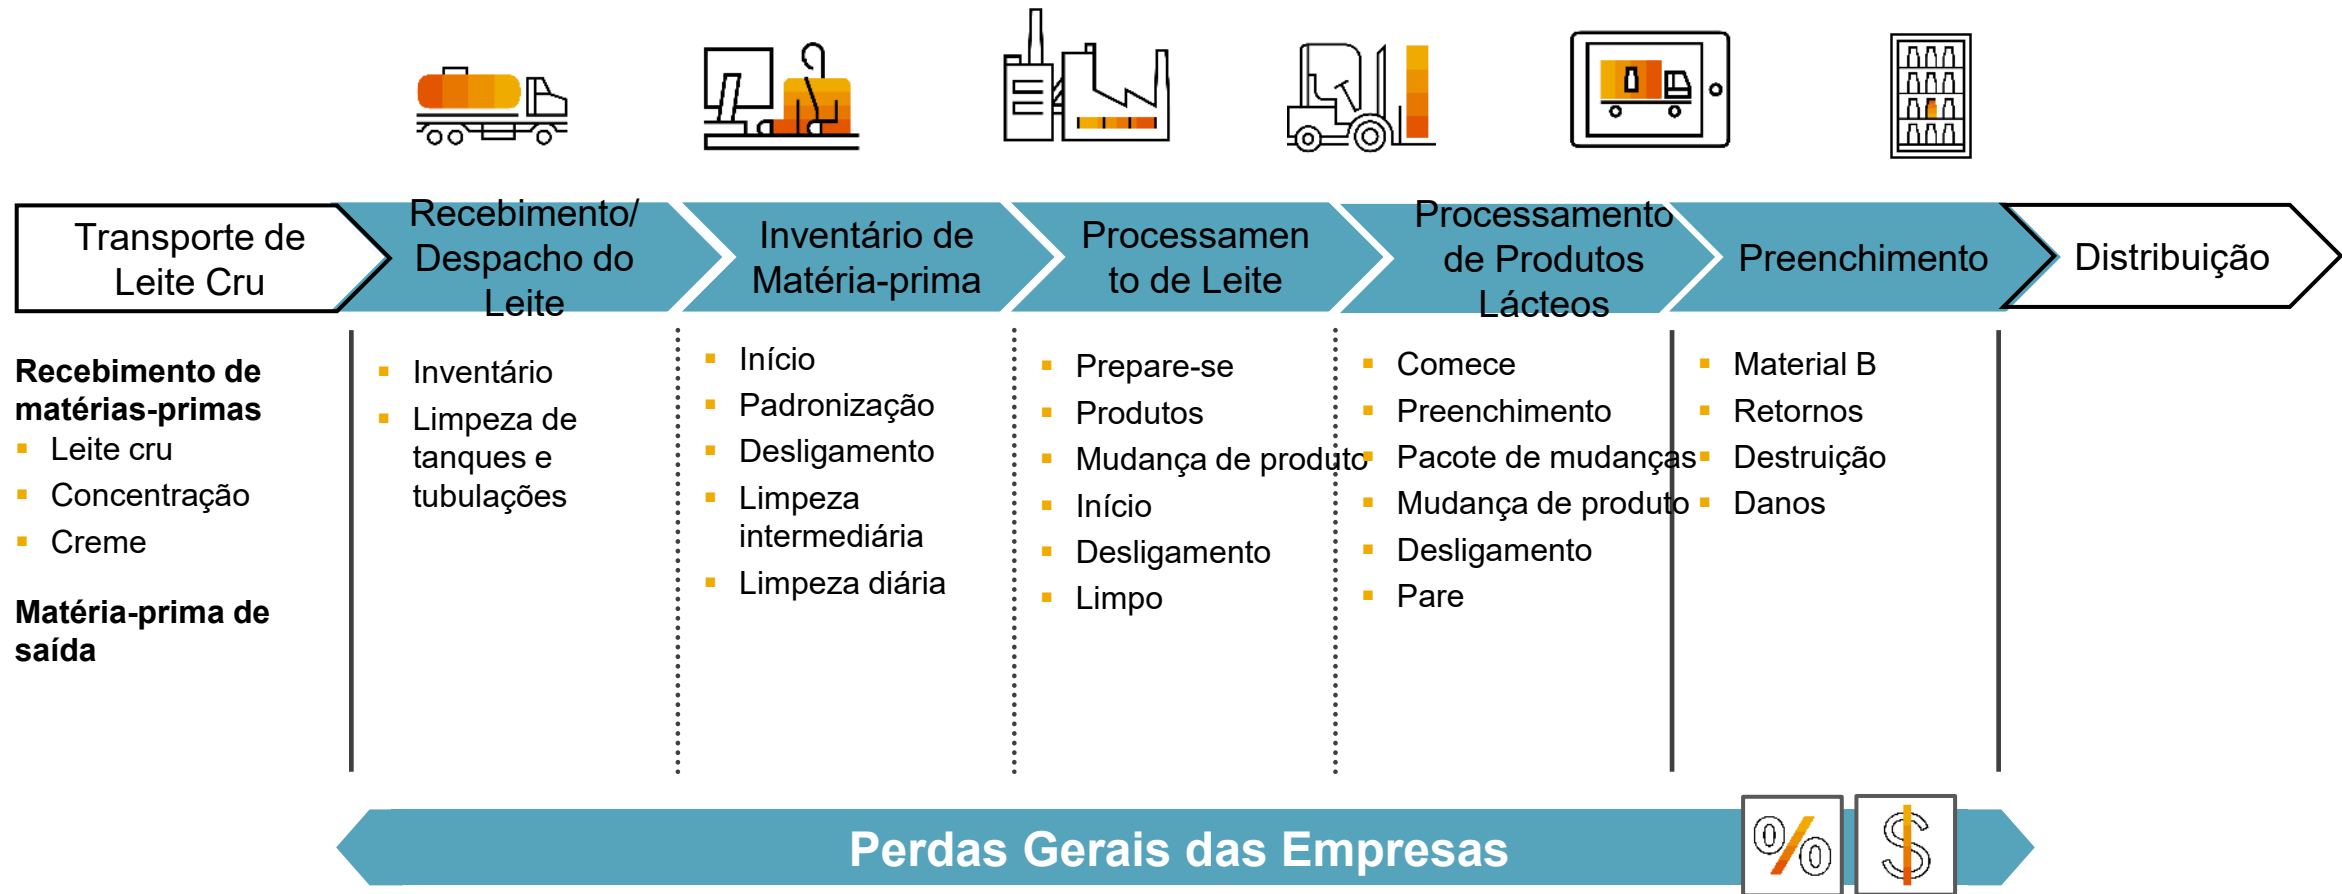 Transporte de
Leite Cru
Recebimento/
Despacho do
Leite
Inventário de
Matéria-prima
Processamen
to de Leite
Processamento
de Produtos
Lácteos
Preenchimento
Distribuição
Recebimento de
matérias-primas
Leite cru
Concentração
Creme
Matéria-prima de
saída
Inventário
Limpeza de
tanques e
tubulações
Início
Padronização
Desligamento
Limpeza
intermediária
Limpeza diária
Prepare-se
Produtos
Mudança de produto
Início
Desligamento
Limpo
Comece
Preenchimento
Pacote de mudanças
Mudança de produto
Desligamento
Pare
Material B
Retornos
Destruição
Danos
Perdas Gerais das Empresas
%
$